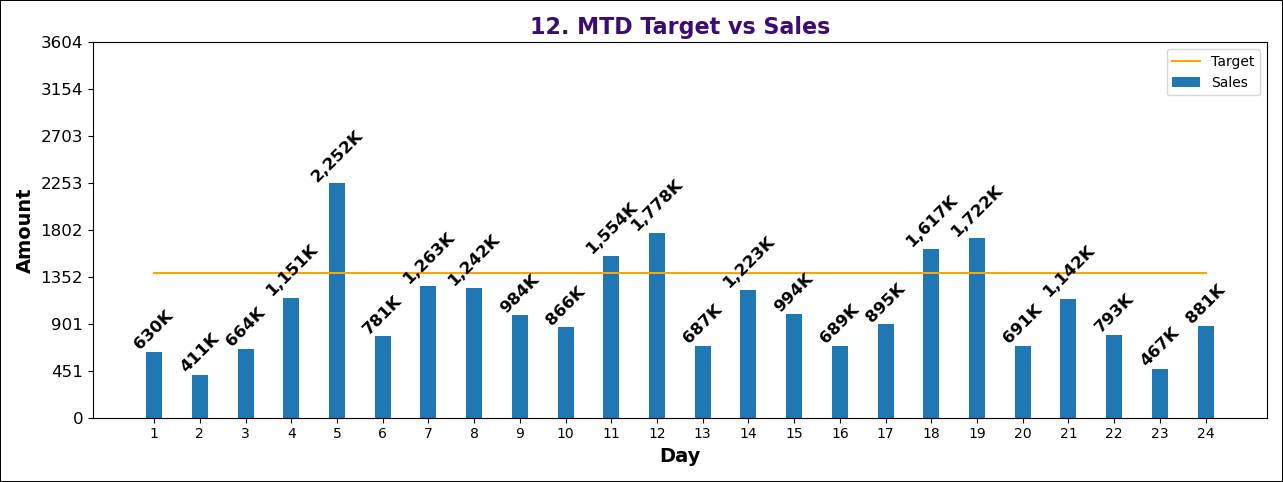 12. MTD Target vs Sales
Target
Sales
Amount
3604
3154
2703
2253
1802
1352
901
451
0
630K
411K
664K
1,151K
2,252K
781K
1,263K
1,242K
984K
866K
1,554K
1,778K
687K
1,223K
994K
689K
895K
1,617K
1,722K
691K
1,142K
793K
467K
881K
1 2 3 4 5 6 7 8 9 10 11 12 13 14 15 16 17 18 19 20 21 22 23 24
Day